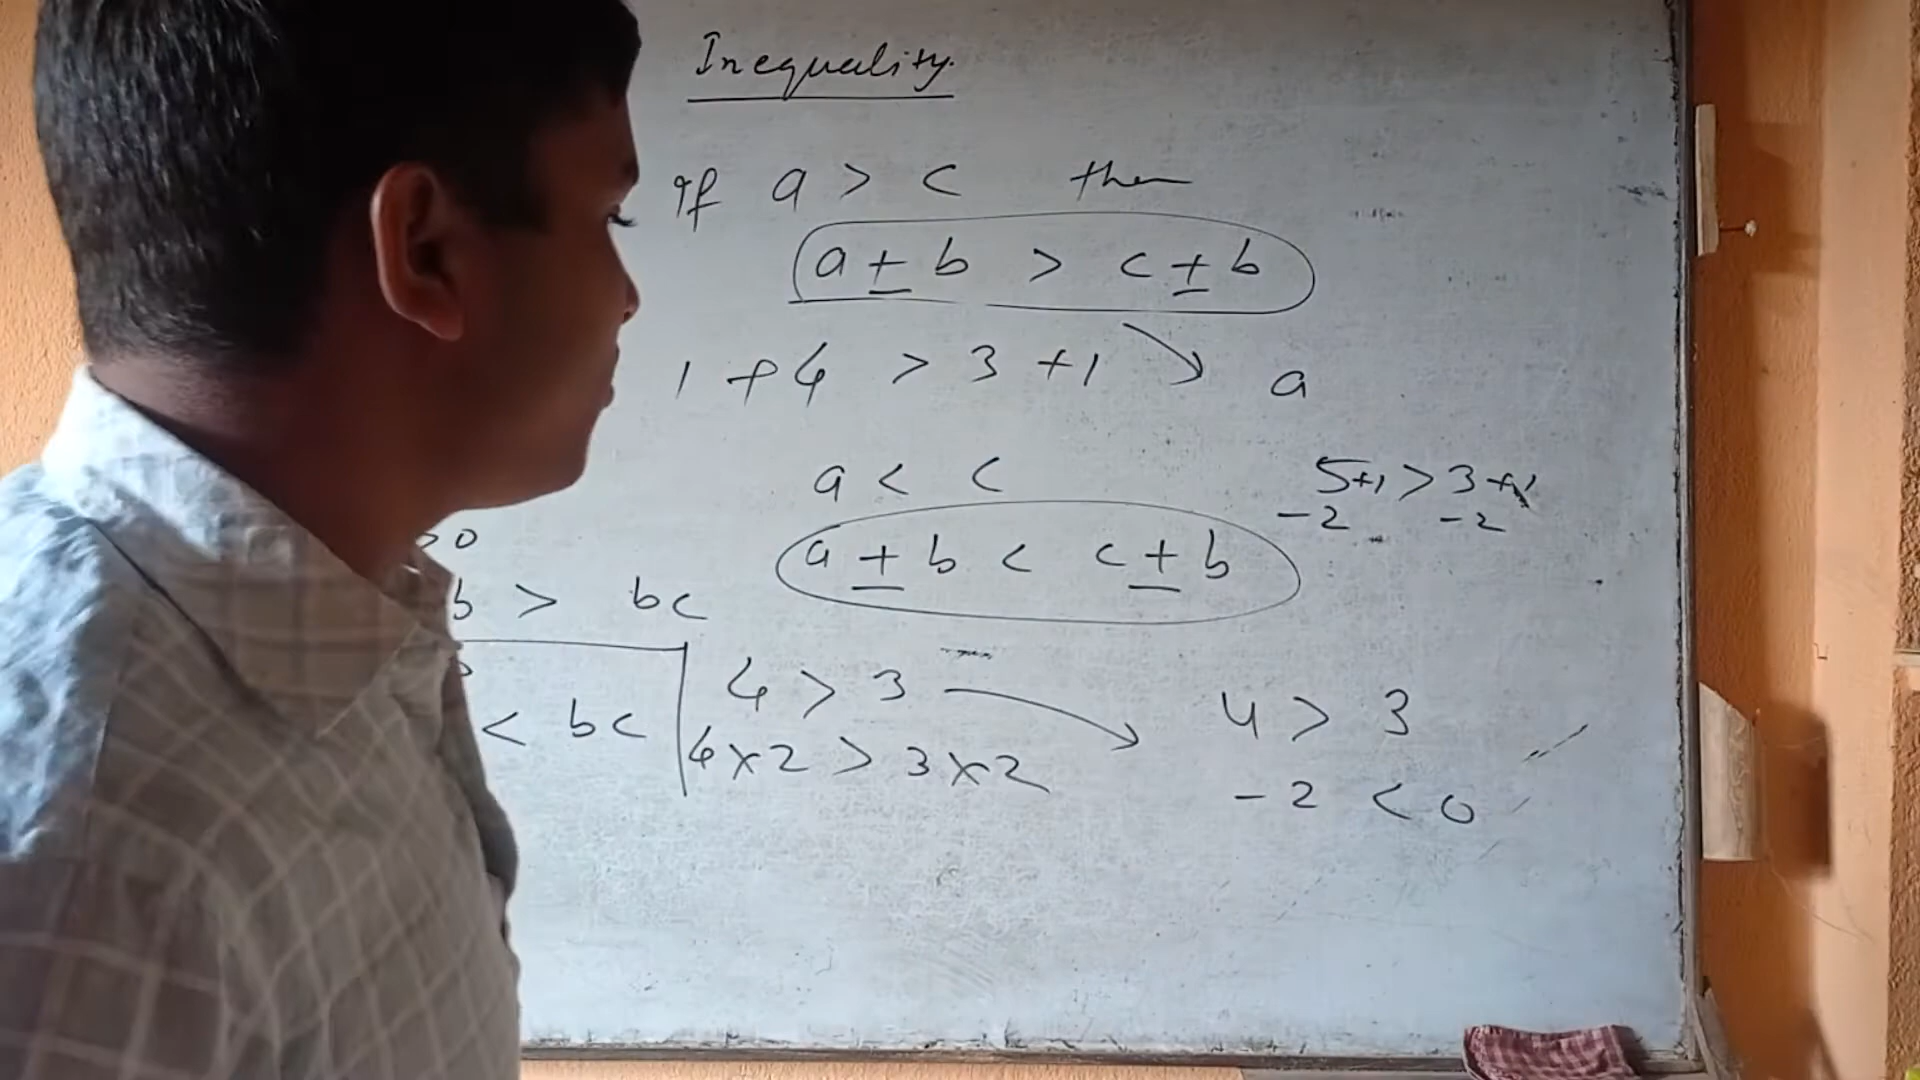 Inequality.
If a > c then
a ± b > c ± b
1 + 4 > 3 + 1
a
a < c
5+1 > 3+1
-2 -2
a ± b < c ± b
>0
b > bc
< bc
4 > 3
4×2 > 3×2
4 > 3
-2 < 0